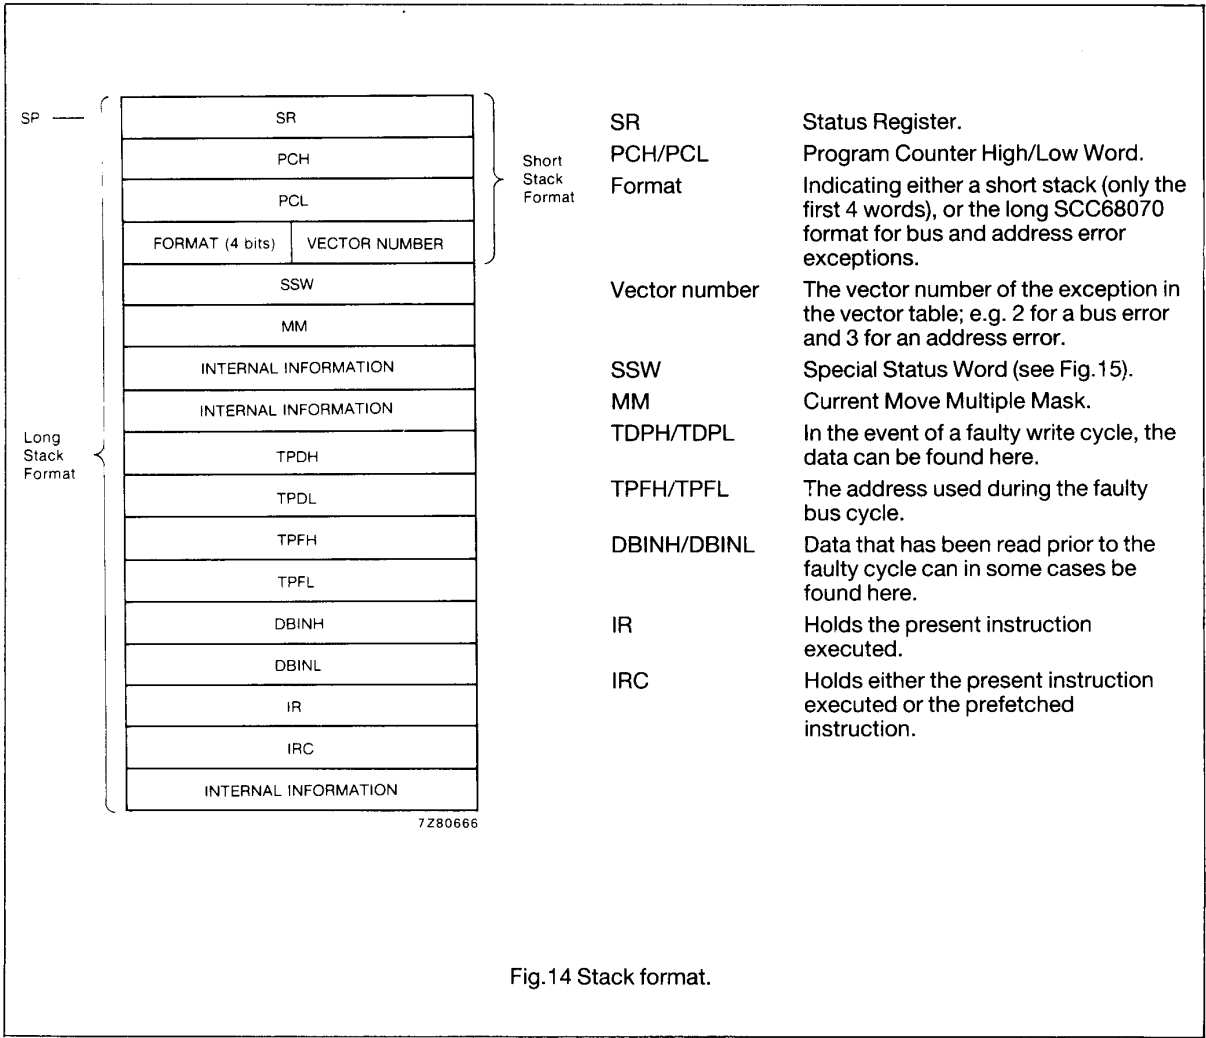 SP
SR
PCH
PCL
FORMAT (4 bits) VECTOR NUMBER
SSW
MM
INTERNAL INFORMATION
INTERNAL INFORMATION
TPDH
TPDL
TPFH
TPFL
DBINH
DBINL
IR
IRC
INTERNAL INFORMATION
7Z80666
Short
Stack
Format
Long
Stack
Format
SR Status Register.
PCH/PCL Program Counter High/Low Word.
Format Indicating either a short stack (only the
first 4 words), or the long SCC68070
format for bus and address error
exceptions.
Vector number The vector number of the exception in
the vector table; e.g. 2 for a bus error
and 3 for an address error.
SSW Special Status Word (see Fig.15).
MM Current Move Multiple Mask.
TDPH/TDPL In the event of a faulty write cycle, the
data can be found here.
TPFH/TPFL The address used during the faulty
bus cycle.
DBINH/DBINL Data that has been read prior to the
faulty cycle can in some cases be
found here.
IR Holds the present instruction
executed.
IRC Holds either the present instruction
executed or the prefetched
instruction.
Fig.14 Stack format.